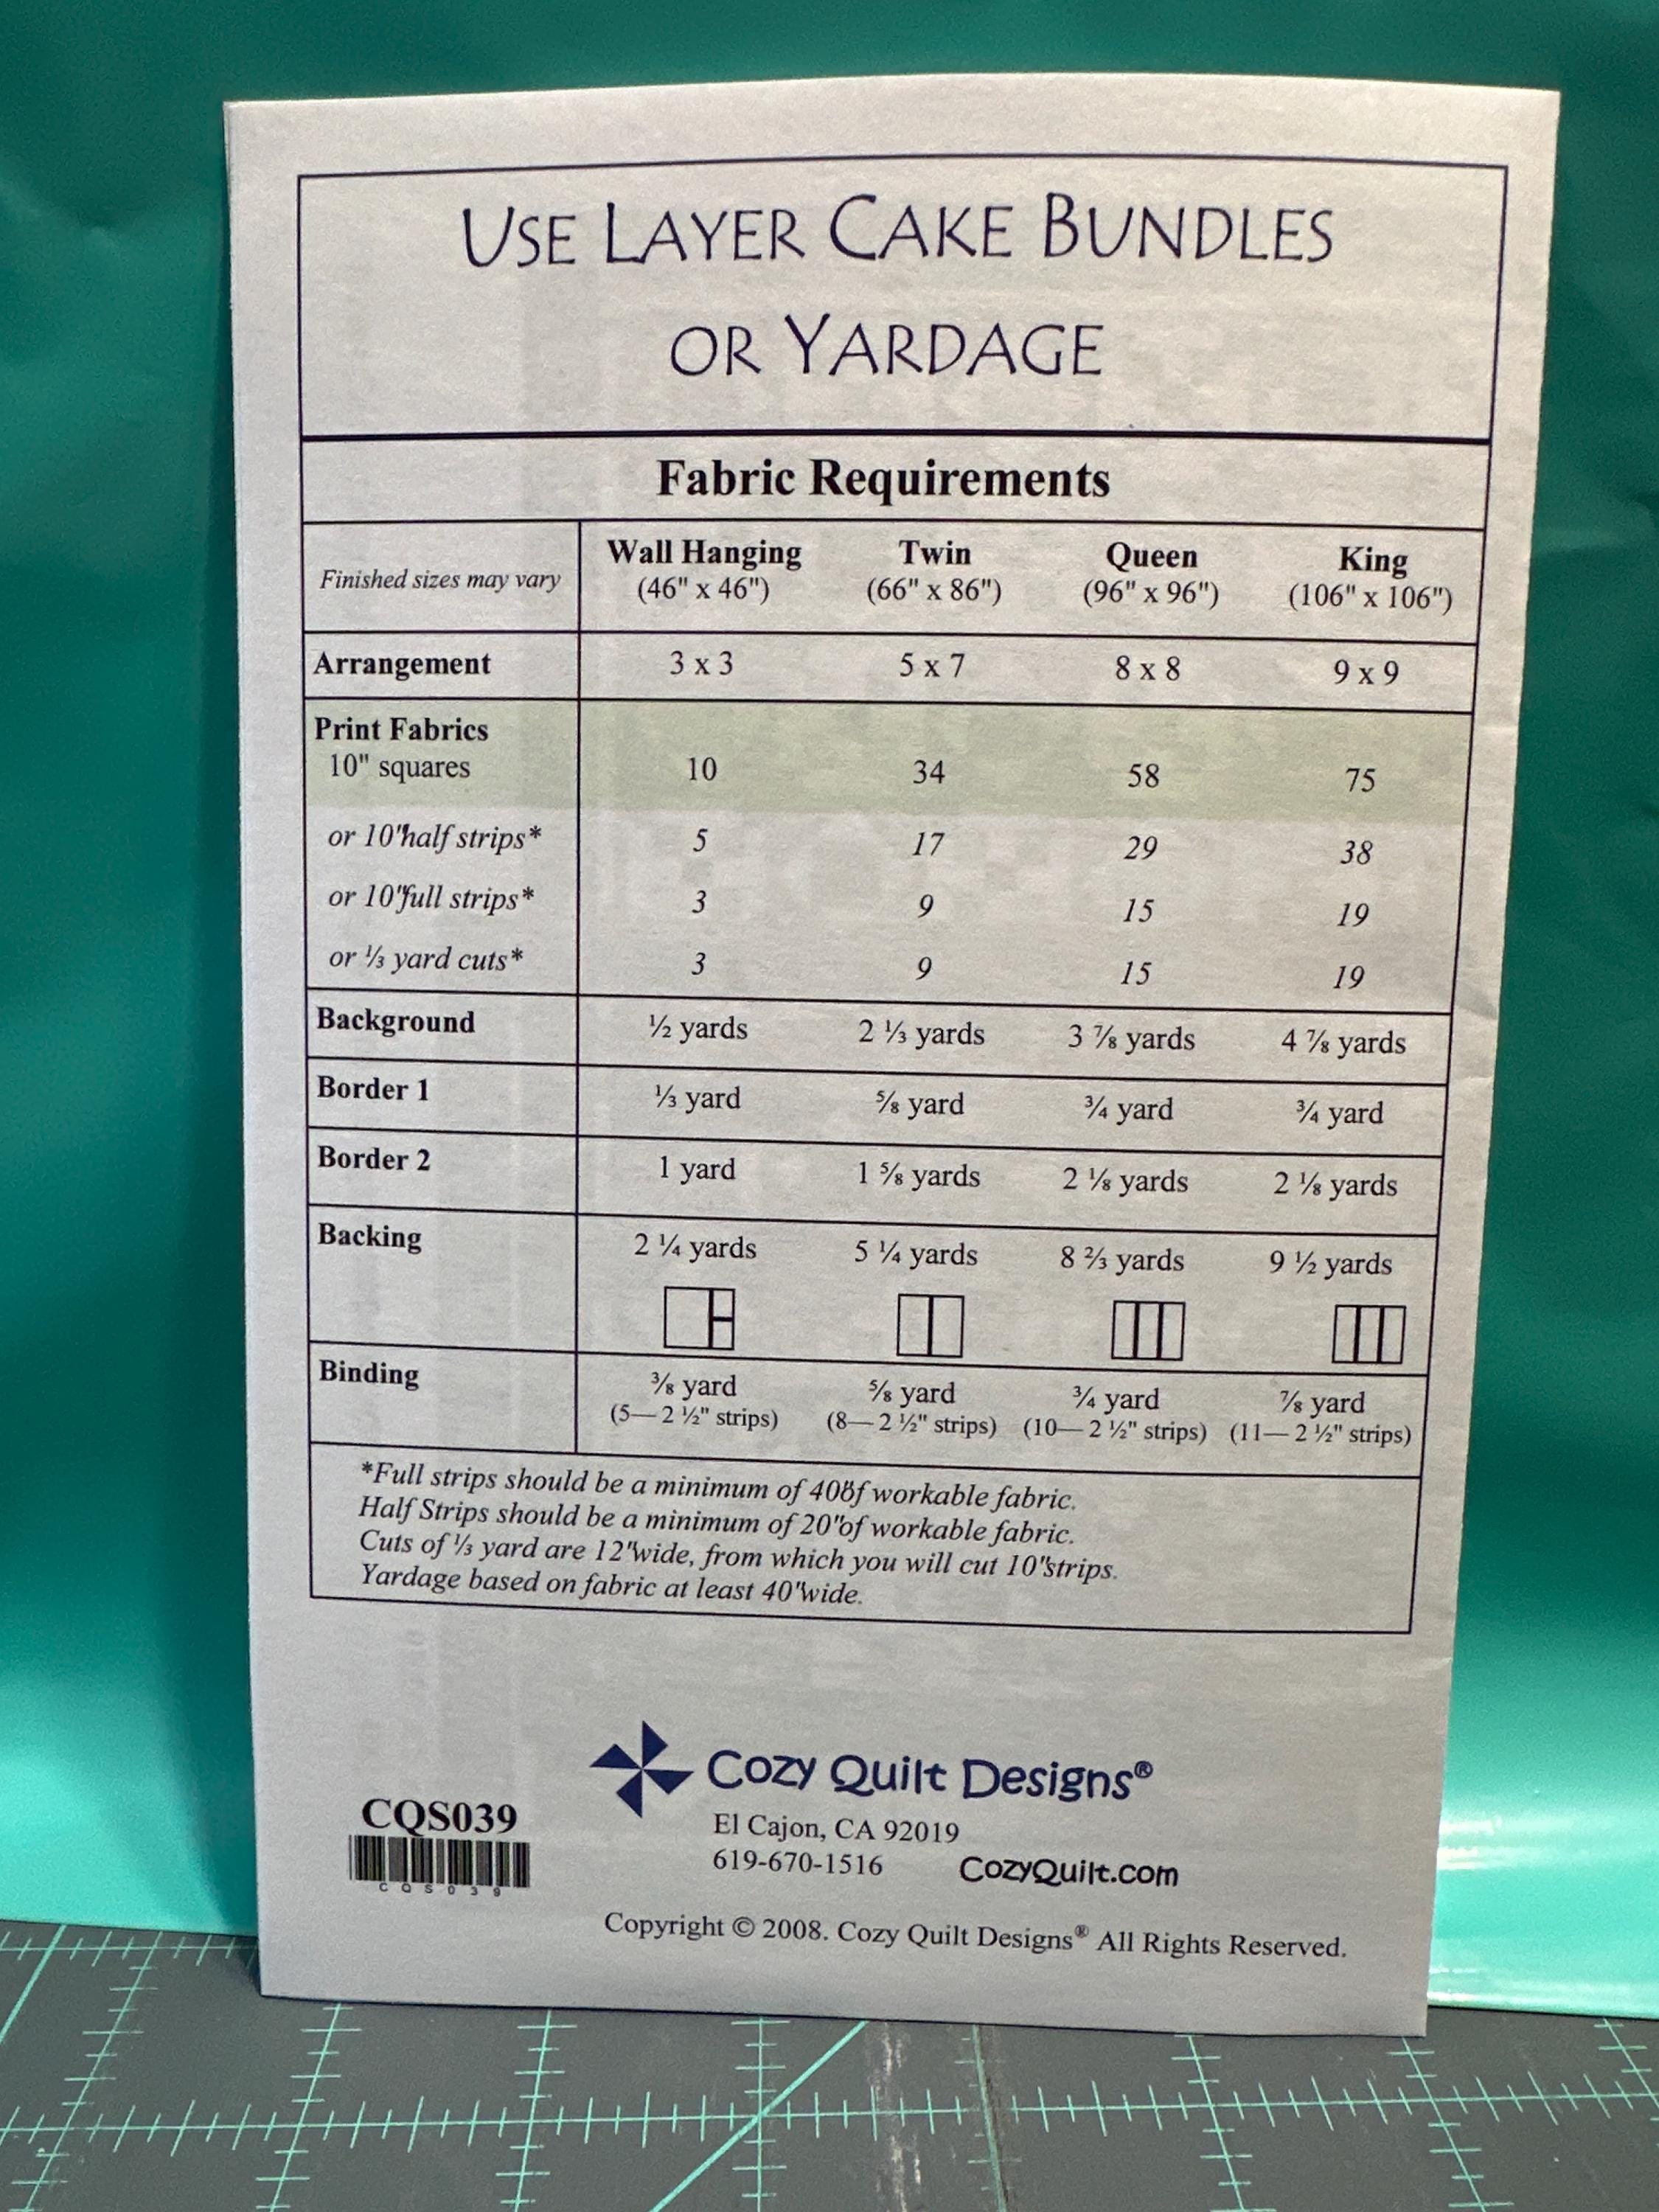 USE LAYER CAKE BUNDLES
OR YARDAGE
Fabric Requirements
Finished sizes may vary Wall Hanging (46" x 46") Twin (66" x 86") Queen (96" x 96") King (106" x 106")
Arrangement 3 x 3 5 x 7 8 x 8 9 x 9
Print Fabrics
10" squares 10 34 58 75
or 10" half strips* 5 17 29 38
or 10" full strips* 3 9 15 19
or ⅓ yard cuts* 3 9 15 19
Background ½ yards 2 ⅓ yards 3 ⅞ yards 4 ⅞ yards
Border 1 ⅓ yard ⅝ yard ¾ yard ¾ yard
Border 2 1 yard 1 ⅝ yards 2 ⅛ yards 2 ⅛ yards
Backing 2 ¼ yards 5 ¼ yards 8 ⅔ yards 9 ½ yards
Binding ⅜ yard ⅝ yard ¾ yard ⅞ yard
(5— 2 ½" strips) (8— 2 ½" strips) (10— 2 ½" strips) (11— 2 ½" strips)
*Full strips should be a minimum of 40" of workable fabric.
Half Strips should be a minimum of 20" of workable fabric.
Cuts of ⅓ yard are 12" wide, from which you will cut 10" strips.
Yardage based on fabric at least 40" wide.
Cozy Quilt Designs®
El Cajon, CA 92019
619-670-1516 CozyQuilt.com
CQS039
CQS039
Copyright © 2008. Cozy Quilt Designs® All Rights Reserved.